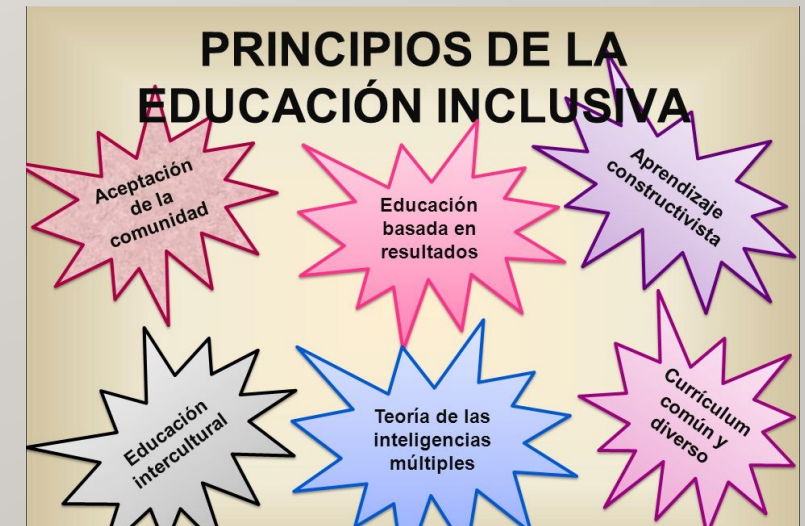 PRINCIPIOS DE LA
EDUCACIÓN INCLUSIVA
Aceptación
de la
comunidad
Educación
basada en
resultados
Aprendizaje
constructivista
Educación
intercultural
Teoría de las
inteligencias
múltiples
Currículum
común y
diverso